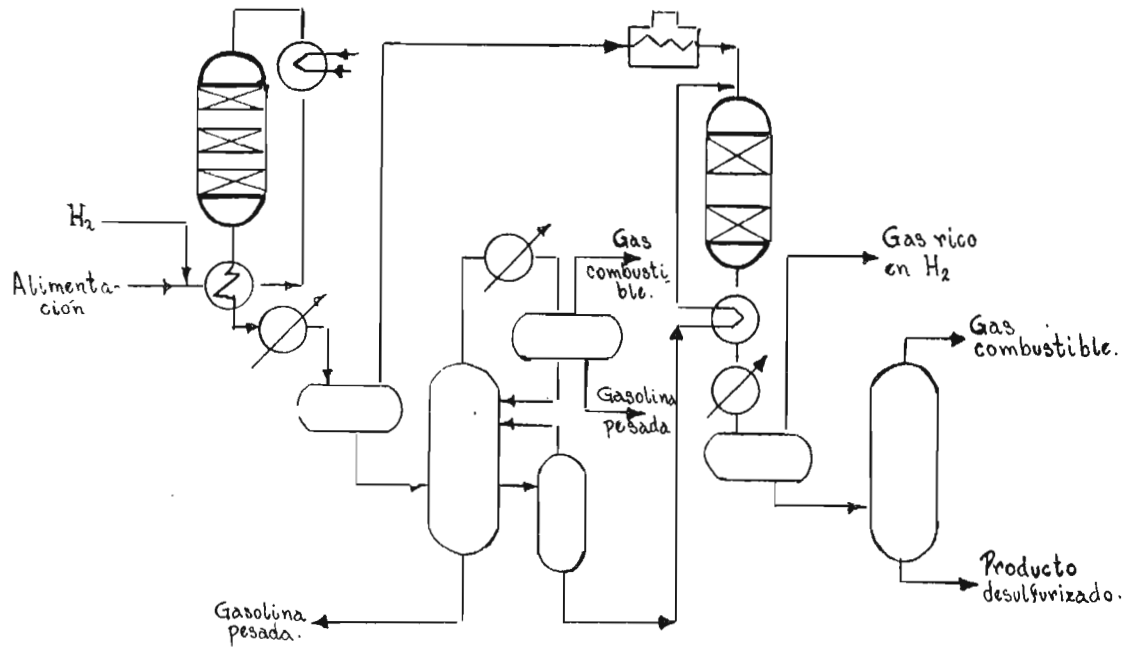 H₂
Alimenta-
ción
Gas
combusti-
ble.
Gasolina
pesada
Gasolina
pesada.
Gas rico
en H₂
Gas
combustible.
Producto
desulfurizado.